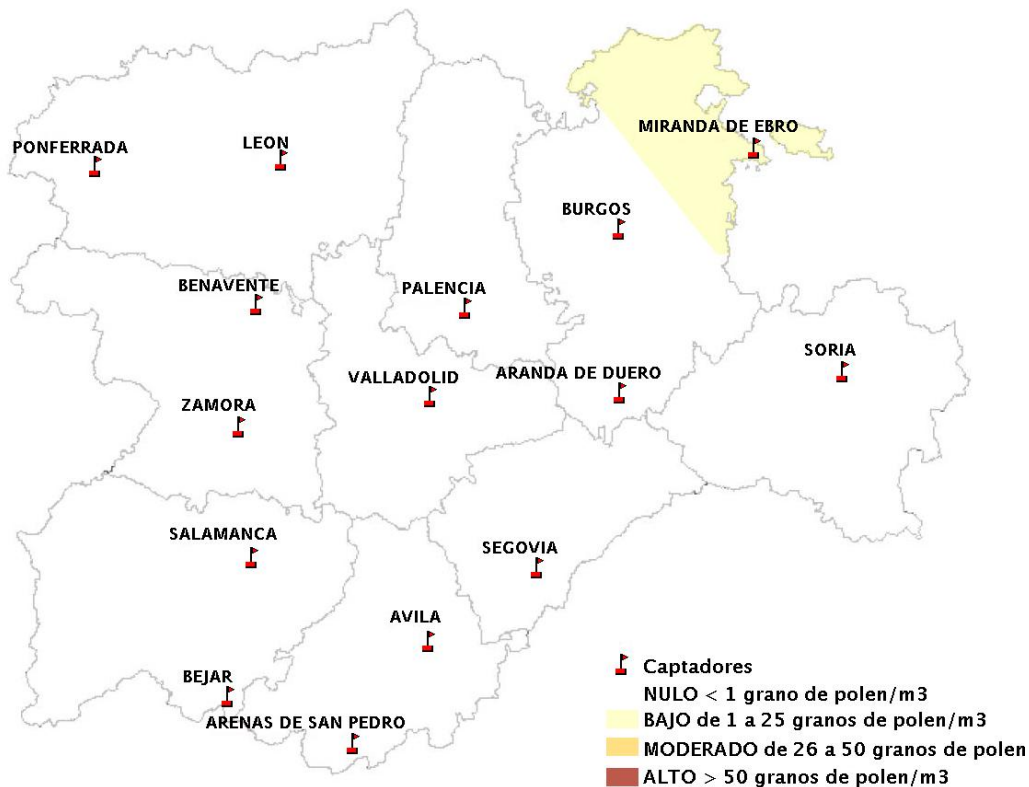 MIRANDA DE EBRO
PONFERRADA
LEON
BURGOS
BENAVENTE
PALENCIA
SORIA
VALLADOLID
ARANDA DE DUERO
ZAMORA
SALAMANCA
SEGOVIA
AVILA
BEJAR
ARENAS DE SAN PEDRO
Captadores
NULO < 1 grano de polen/m3
BAJO de 1 a 25 granos de polen/m3
MODERADO de 26 a 50 granos de polen
ALTO > 50 granos de polen/m3